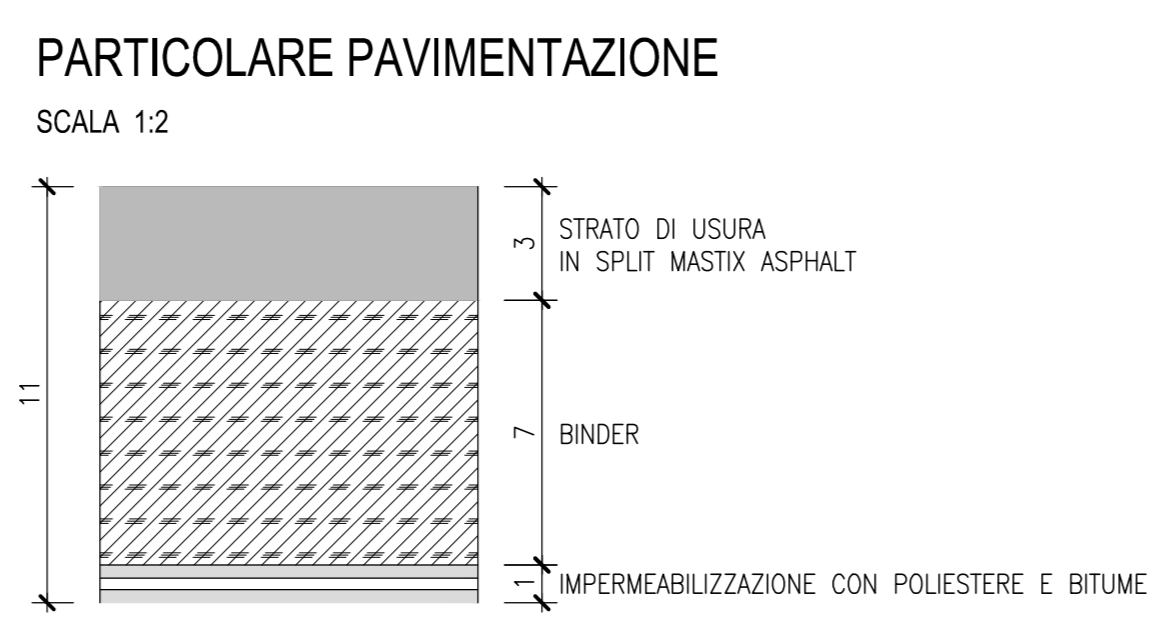 PARTICOLARE PAVIMENTAZIONE
SCALA 1:2
3
STRATO DI USURA
IN SPLIT MASTIX ASPHALT
11
7
BINDER
1
IMPERMEABILIZZAZIONE CON POLIESTERE E BITUME